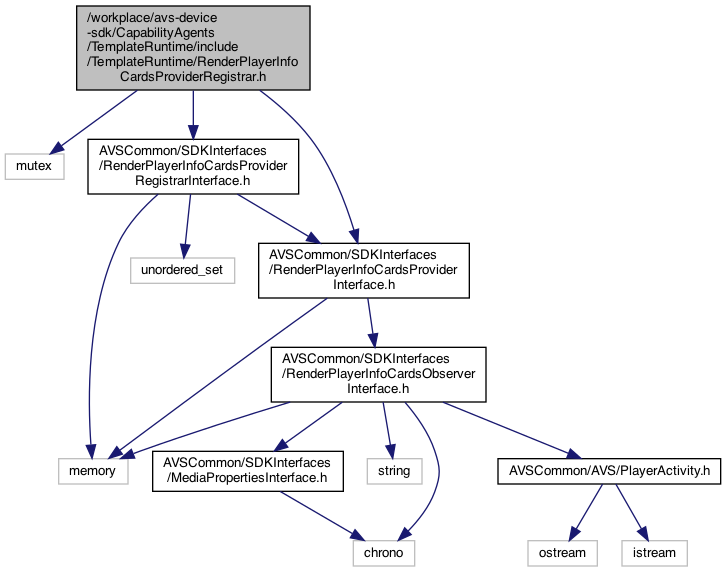 /workplace/avs-device
-sdk/CapabilityAgents
/TemplateRuntime/include
/TemplateRuntime/RenderPlayerInfo
CardsProviderRegistrar.h
mutex
AVSCommon/SDKInterfaces
/RenderPlayerInfoCardsProvider
RegistrarInterface.h
unordered_set
AVSCommon/SDKInterfaces
/RenderPlayerInfoCardsProvider
Interface.h
AVSCommon/SDKInterfaces
/RenderPlayerInfoCardsObserver
Interface.h
memory
AVSCommon/SDKInterfaces
/MediaPropertiesInterface.h
string
AVSCommon/AVS/PlayerActivity.h
chrono
ostream
istream